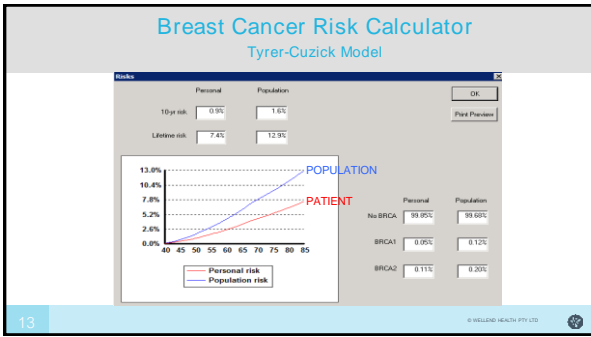 Breast Cancer Risk Calculator
Tyrer-Cuzick Model
Risks
Personal Population
OK
10-yr risk 0.9% 1.6%
Print Preview
Lifetime risk 7.4% 12.9%
13.0% POPULATION
10.4%
7.8% PATIENT
5.2%
2.6%
0.0%
40 45 50 55 60 65 70 75 80 85
Personal risk
Population risk
Personal Population
No BRCA 99.85% 99.68%
BRCA1 0.05% 0.12%
BRCA2 0.11% 0.20%
13
© WELLEND HEALTH PTY LTD